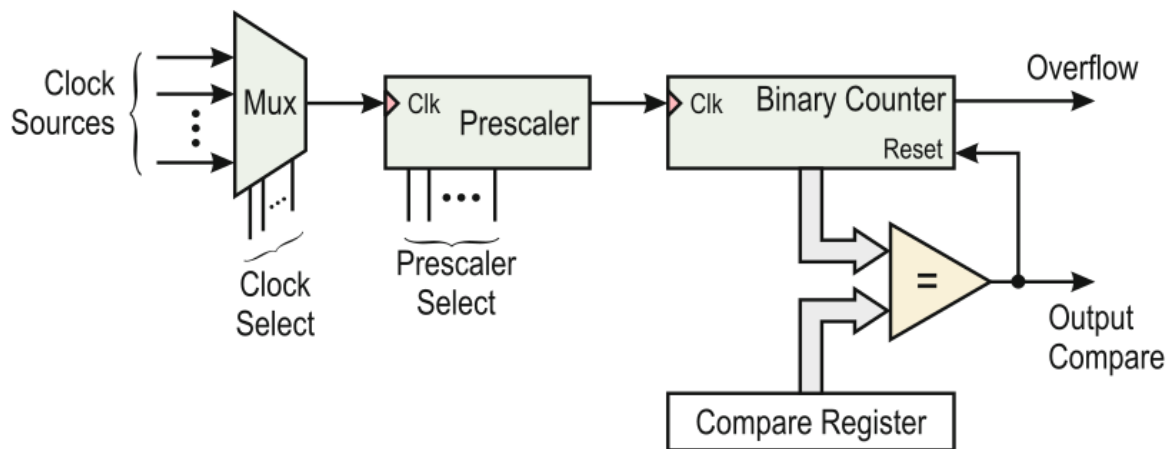 Clock
Sources
Mux
Clk
Prescaler
Clk
Binary Counter
Reset
Overflow
Clock
Select
Prescaler
Select
=
Output
Compare
Compare Register